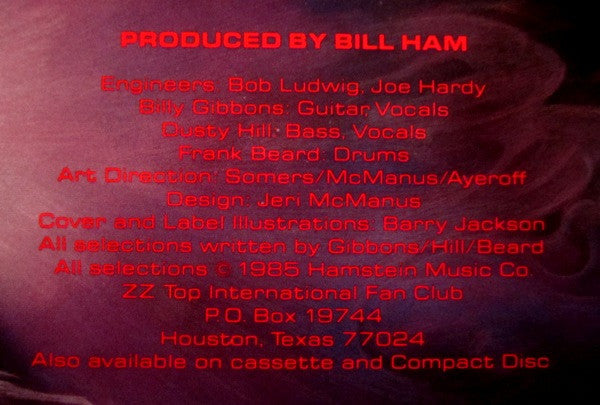 PRODUCED BY BILL HAM
Engineers: Bob Ludwig, Joe Hardy
Billy Gibbons: Guitar, Vocals
Dusty Hill: Bass, Vocals
Frank Beard: Drums
Art Direction: Somers/McManus/Ayeroff
Design: Jeri McManus
Cover and Label Illustrations: Barry Jackson
All selections written by Gibbons/Hill/Beard
All selections © 1985 Hamstein Music Co.
ZZ Top International Fan Club
P.O. Box 19744
Houston, Texas 77024
Also available on cassette and Compact Disc